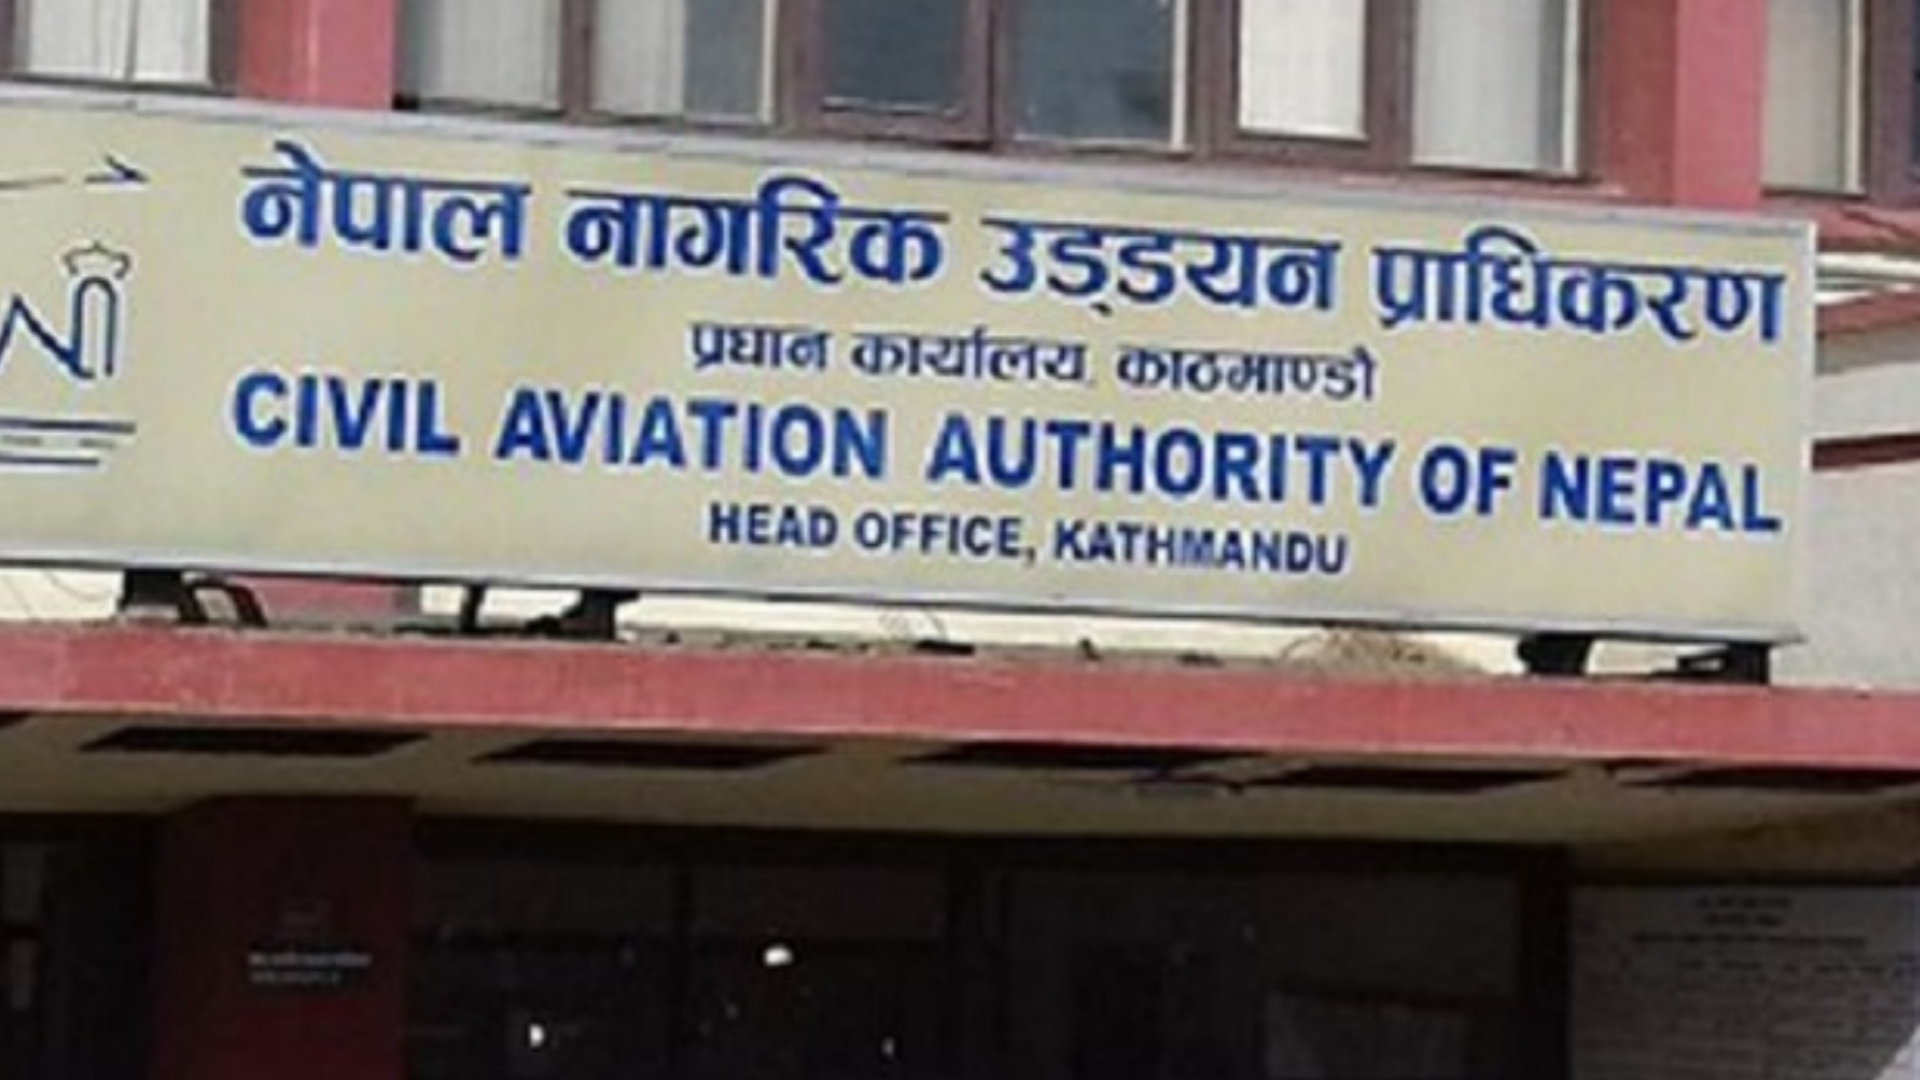 नेपाल नागरिक उड्डयन प्राधिकरण
प्रधान कार्यालय, काठमाण्डौ
CIVIL AVIATION AUTHORITY OF NEPAL
HEAD OFFICE, KATHMANDU